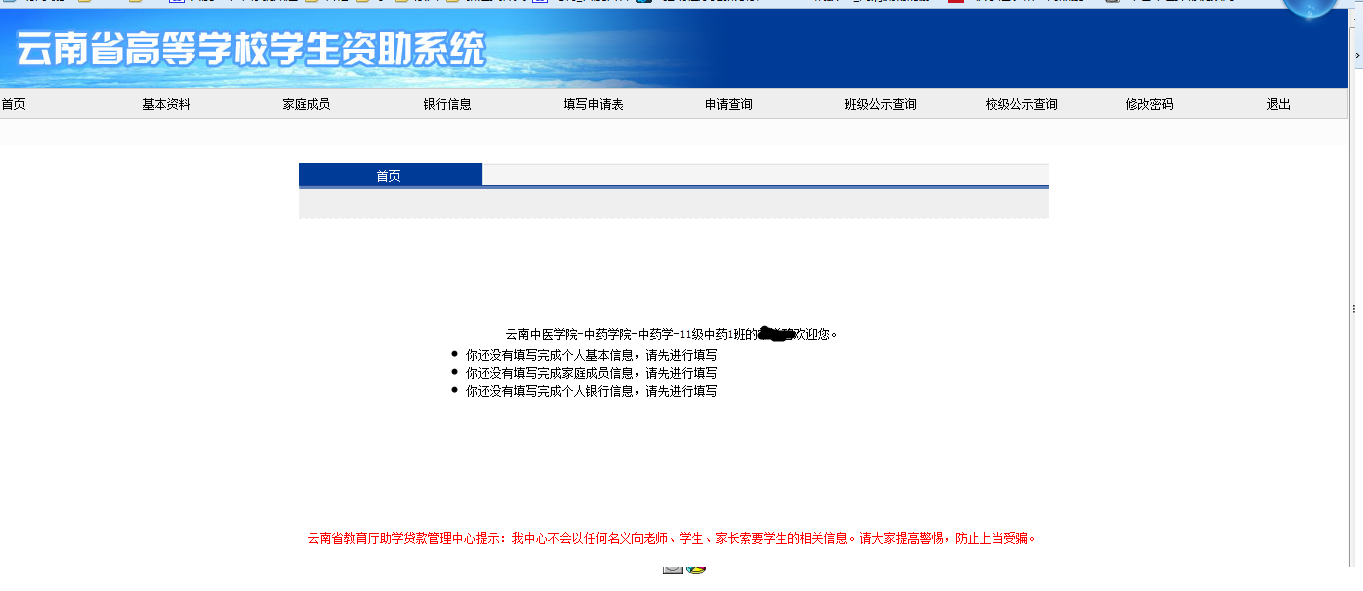 云南省高等学校学生资助系统
首页 基本资料 家庭成员 银行信息 填写申请表 申请查询 班级公示查询 校级公示查询 修改密码 退出
首页
云南中医学院-中药学院-中药学-11级中药1班的欢迎您。
你还没有填写完成个人基本信息，请先进行填写
你还没有填写完成家庭成员信息，请先进行填写
你还没有填写完成个人银行信息，请先进行填写
云南省教育厅助学贷款管理中心提示：我中心不会以任何名义向老师、学生、家长索要学生的相关信息。请大家提高警惕，防止上当受骗。